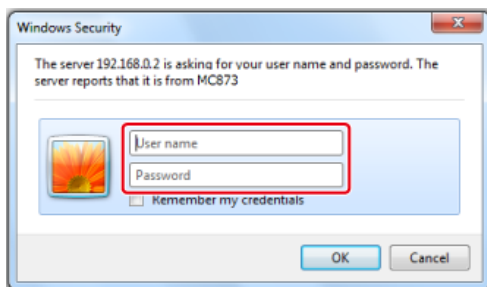 Windows Security
The server 192.168.0.2 is asking for your user name and password. The
server reports that it is from MC873
User name
Password
Remember my credentials
OK
Cancel